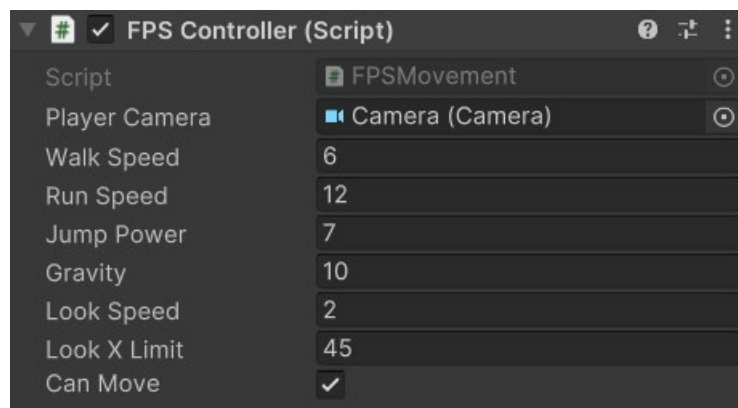 FPS Controller (Script)
Script FPSMovement
Player Camera Camera (Camera)
Walk Speed 6
Run Speed 12
Jump Power 7
Gravity 10
Look Speed 2
Look X Limit 45
Can Move